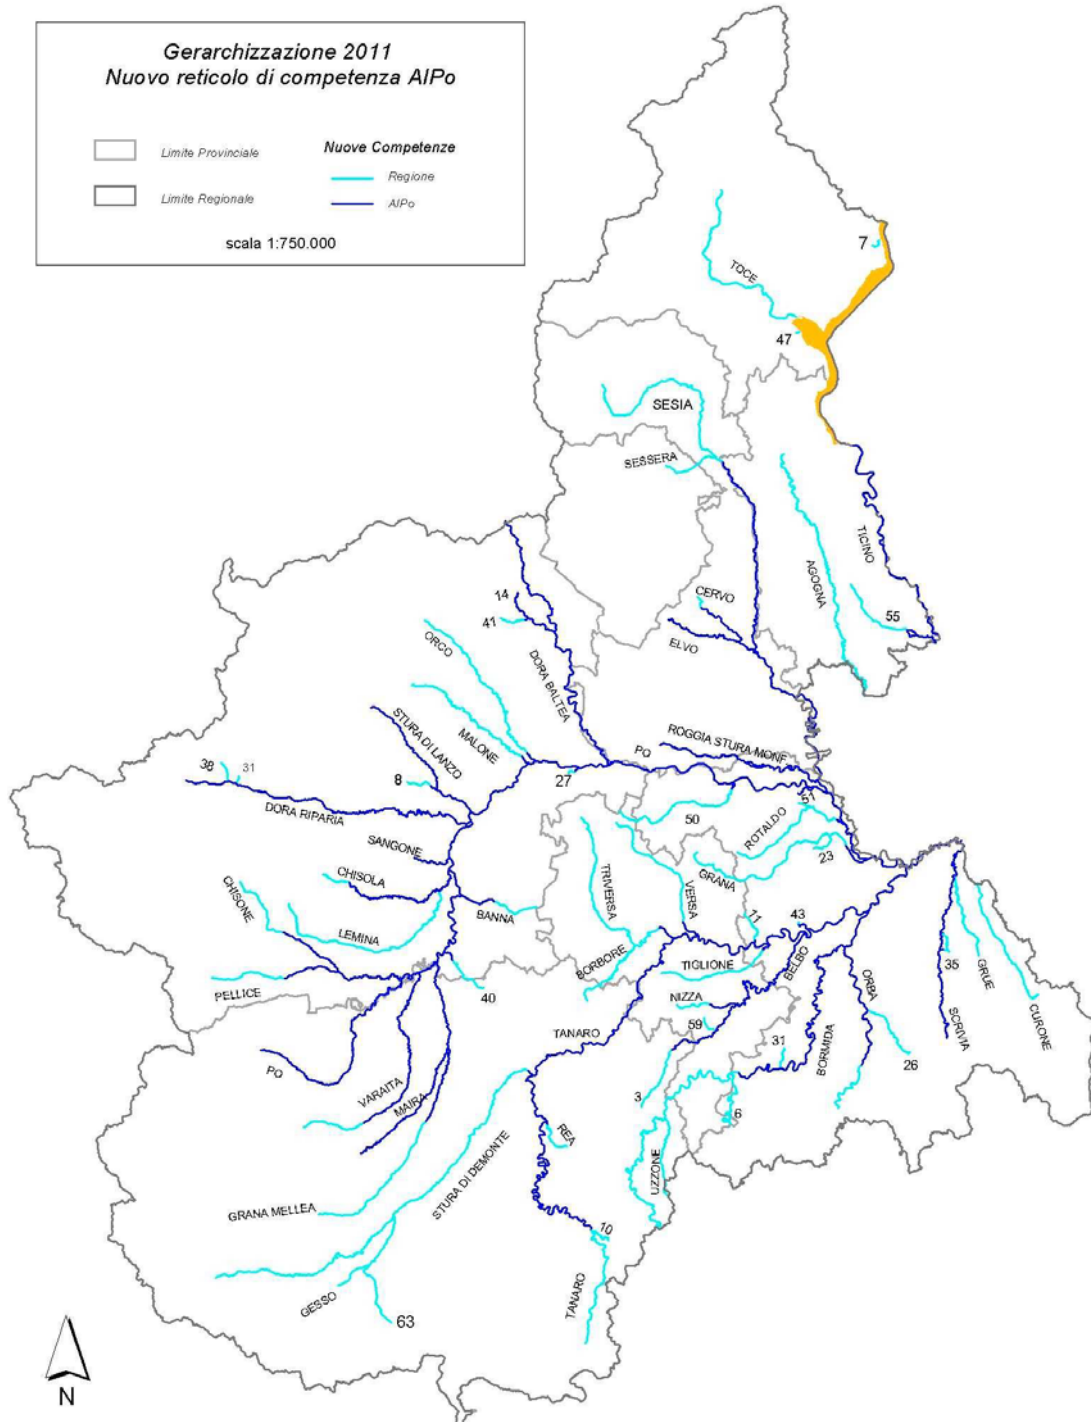 Gerarchizzazione 2011
Nuovo reticolo di competenza AIPo
Limite Provinciale
Nuove Competenze
Regione
Limite Regionale
AIPo
scala 1:750.000
7
TOCE
47
SESIA
SESSERA
TICINO
AGOGNA
14
CERVO
41
55
ORCO
ELVO
DORA BALTEA
STURA DI LANZO
MALONE
ROGGIA STURA-MONF
PO
38
31
8
27
51
DORA RIPARIA
50
ROTALDO
SANGONE
23
CHISOLA
GRANA
CHISONE
TRIVERSA
VERSA
LEMINA
BANNA
11
43
BORBORE
TIGLIONE
BELBO
35
GRUE
PELLICE
40
NIZZA
ORBA
CURONE
59
TANARO
SCRIVIA
31
BORMIDA
26
PO
VARAITA
MAIRA
3
6
REA
UZZONE
STURA DI DEMONTE
GRANA MELLEA
10
GESSO
TANARO
63
N